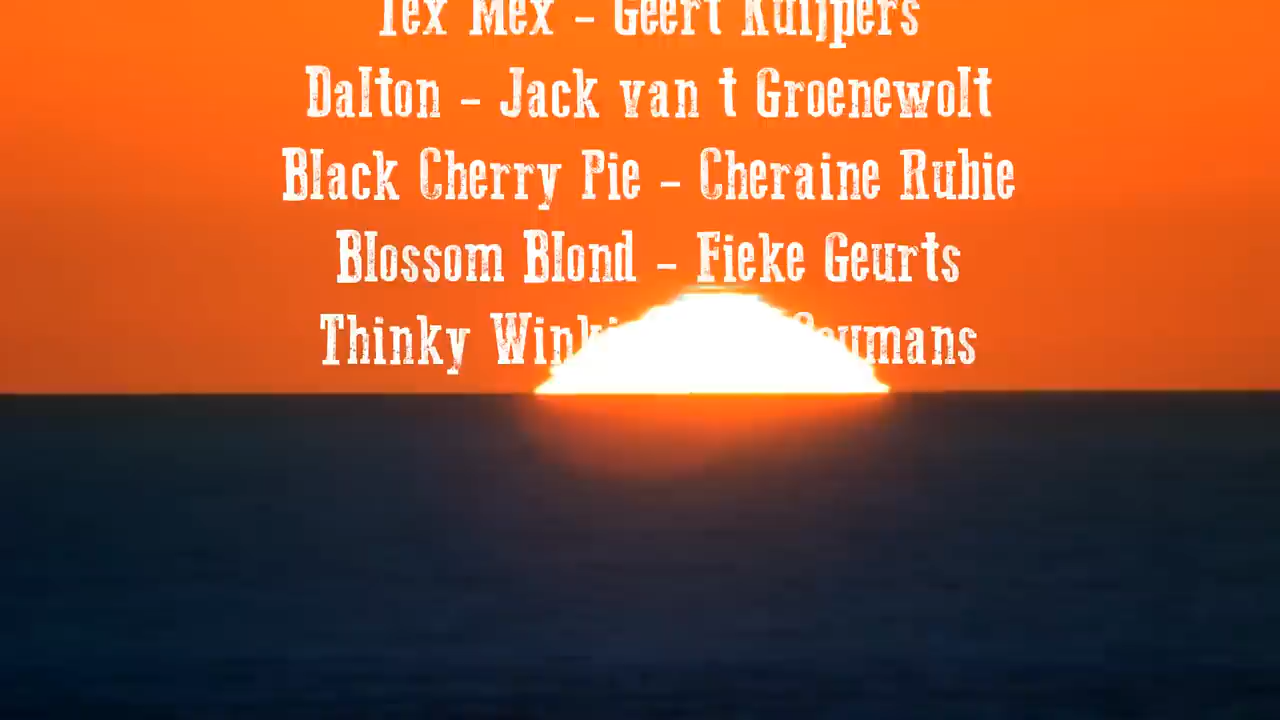 Tex Mex - Geert Kuijpers
Dalton - Jack van t Groenewolt
Black Cherry Pie - Cheraine Rubie
Blossom Blond - Fieke Geurts
Thinky